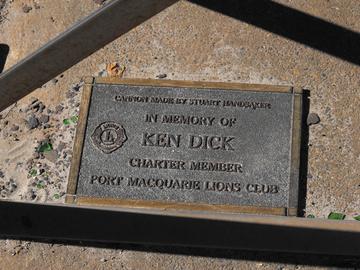 CANNON MADE BY STUART HANDSAKER
IN MEMORY OF
KEN DICK
CHARTER MEMBER
PORT MACQUARIE LIONS CLUB
L